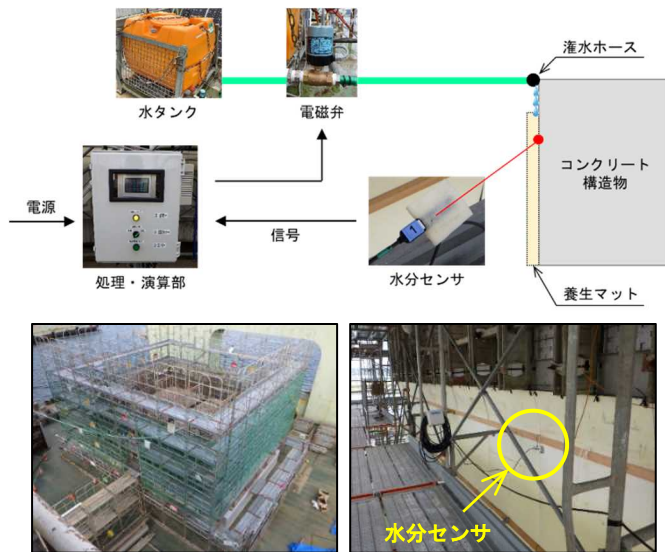 灌水ホース
水タンク
電磁弁
コンクリート
構造物
電源
信号
水分センサ
処理・演算部
養生マット
1
水分センサ